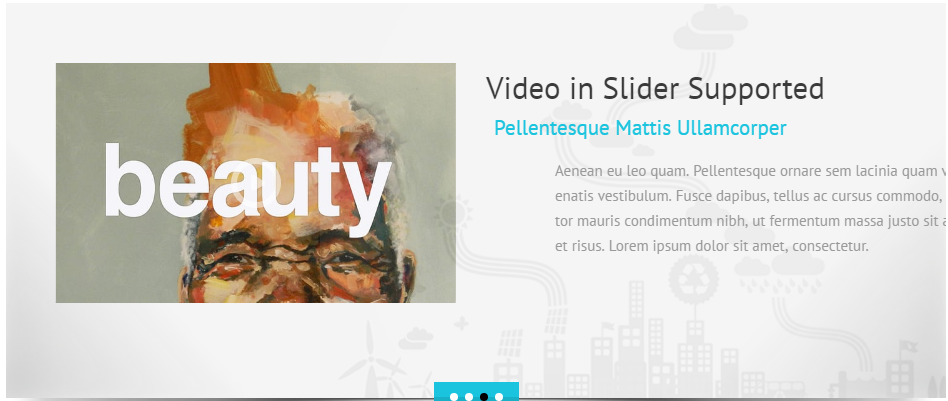 beauty
Video in Slider Supported
Pellentesque Mattis Ullamcorper
Aenean eu leo quam. Pellentesque ornare sem lacinia quam
enatis vestibulum. Fusce dapibus, tellus ac cursus commodo,
tor mauris condimentum nibh, ut fermentum massa justo sit
et risus. Lorem ipsum dolor sit amet, consectetur.